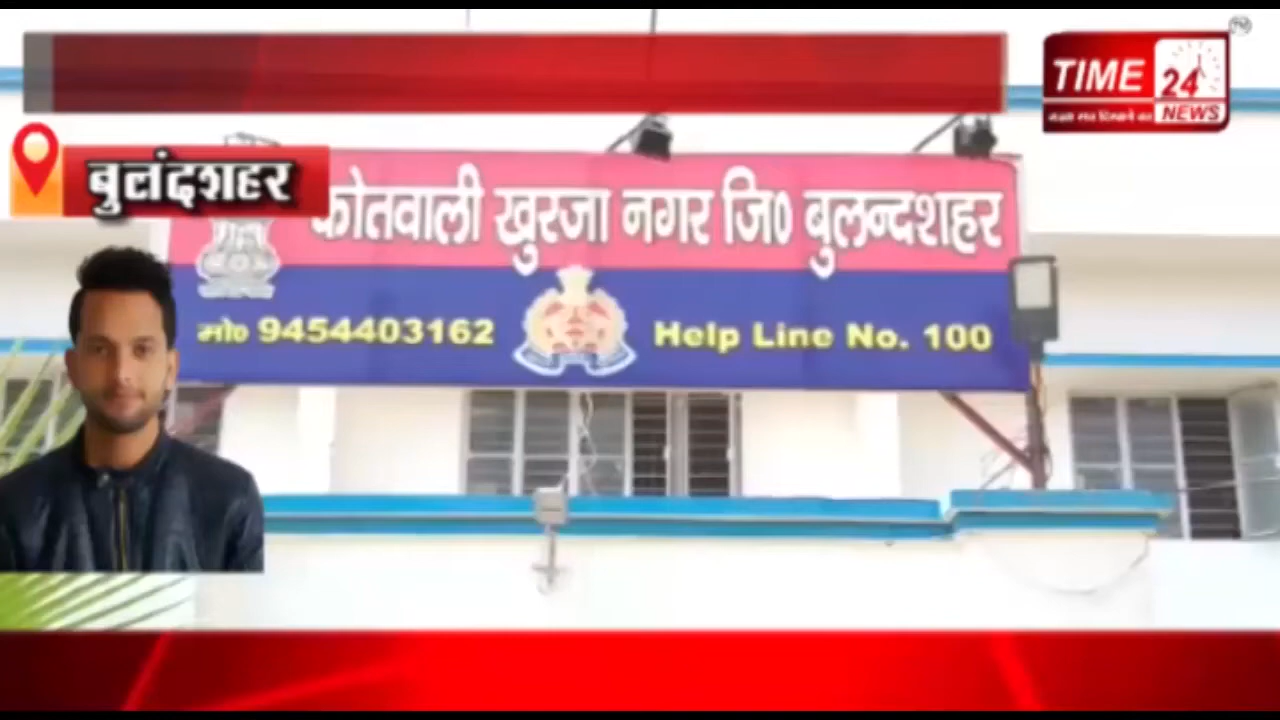 TIME
24
NEWS
बुलंदशहर
कोतवाली खुरजा नगर जि० बुलन्दशहर
मो० 9454403162
Help Line No. 100